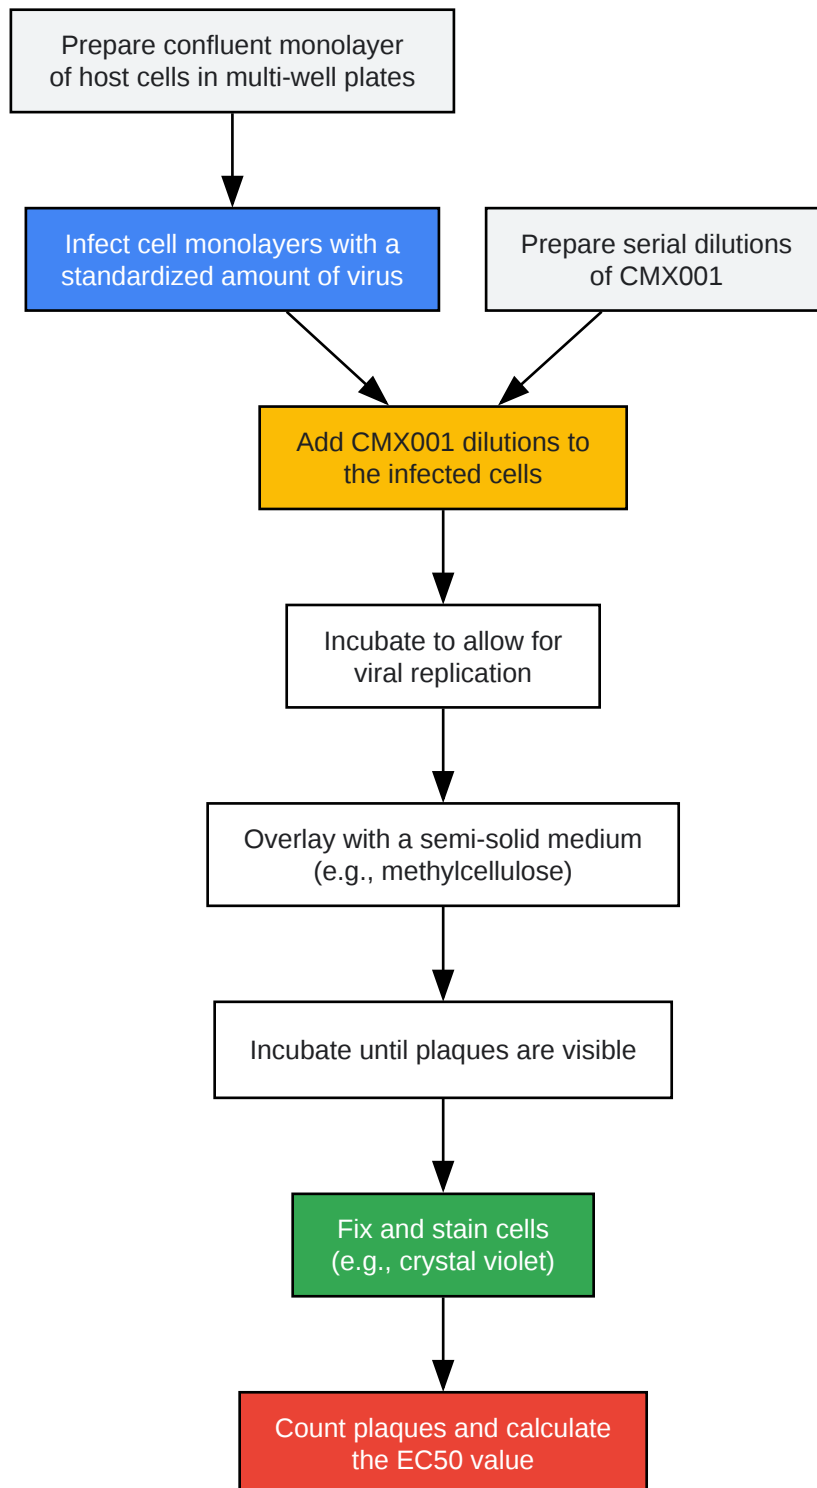 Prepare confluent monolayer
of host cells in multi-well plates
Infect cell monolayers with a
standardized amount of virus
Prepare serial dilutions
of CMX001
Add CMX001 dilutions to
the infected cells
Incubate to allow for
viral replication
Overlay with a semi-solid medium
(e.g., methylcellulose)
Incubate until plaques are visible
Fix and stain cells
(e.g., crystal violet)
Count plaques and calculate
the EC50 value